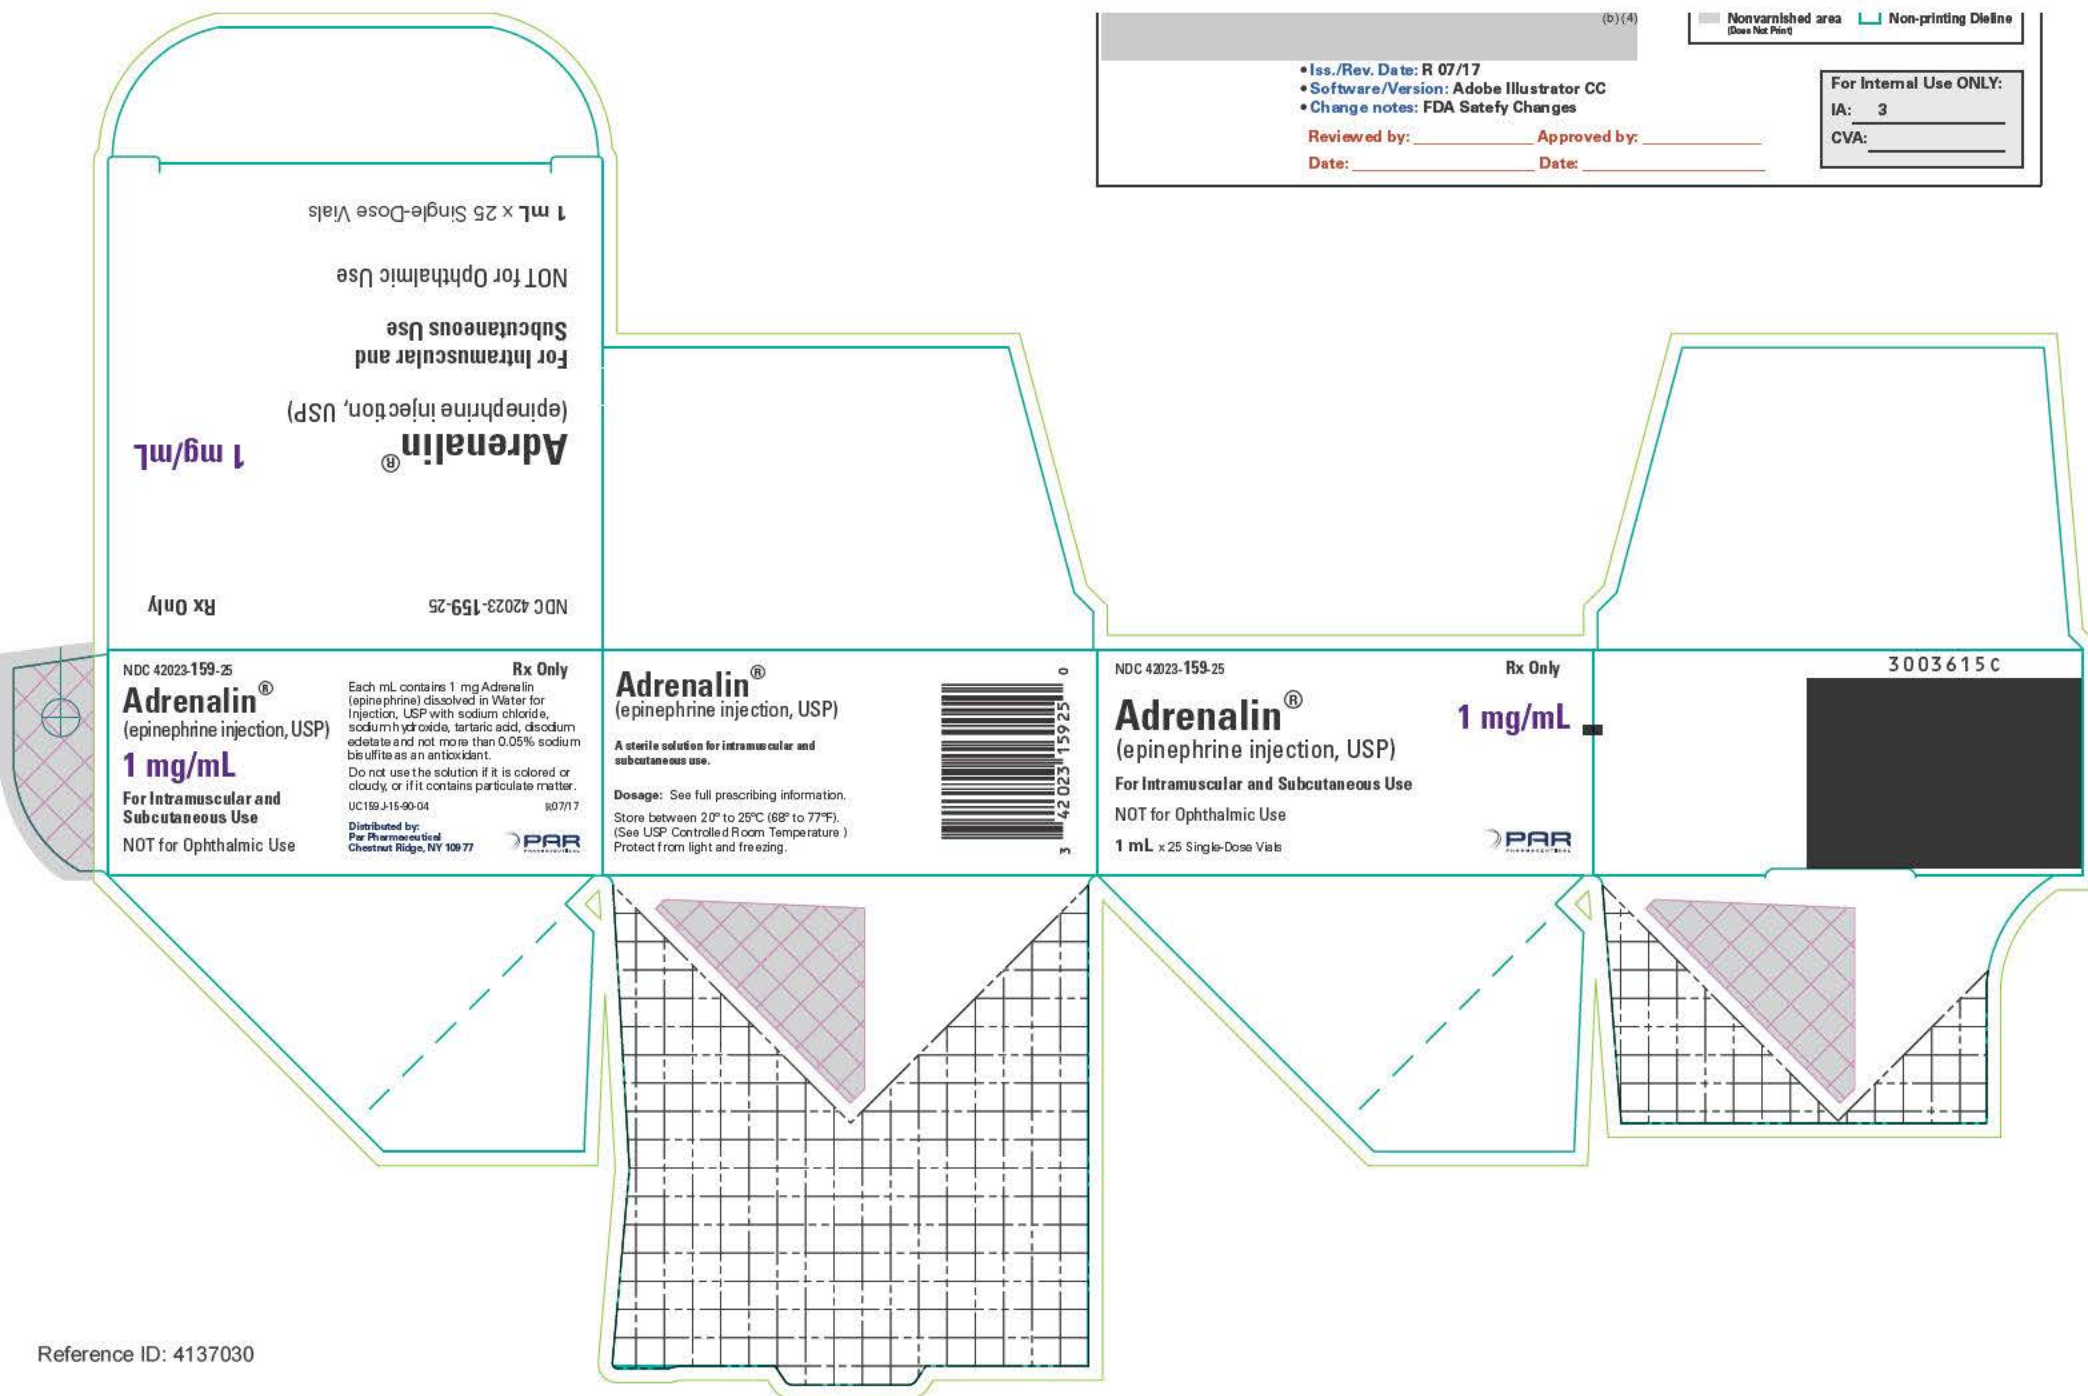 (b)(4)
Nonvarnished area
(Does Not Print)
Non-printing Dieline
• Iss./Rev. Date: R 07/17
• Software/Version: Adobe Illustrator CC
• Change notes: FDA Satefy Changes
Reviewed by: Approved by:
Date: Date:
For Internal Use ONLY:
IA: 3
CVA:
NDC 42023-159-25 Rx Only
Adrenalin®
(epinephrine injection, USP)
1 mg/mL
For Intramuscular and
Subcutaneous Use
NOT for Ophthalmic Use
1 mL x 25 Single-Dose Vials
NDC 42023-159-25
Adrenalin®
(epinephrine injection, USP)
1 mg/mL
For Intramuscular and
Subcutaneous Use
NOT for Ophthalmic Use
Rx Only
Each mL contains 1 mg Adrenalin
(epinephrine) dissolved in Water for
Injection, USP with sodium chloride,
sodium hydroxide, tartaric acid, disodium
edetate and not more than 0.05% sodium
bisulfite as an antioxidant.
Do not use the solution if it is colored or
cloudy, or if it contains particulate matter.
UC159J-15-90-04 R07/17
Distributed by:
Par Pharmaceutical
Chestnut Ridge, NY 10977
PAR
PHARMACEUTICAL
Adrenalin®
(epinephrine injection, USP)
A sterile solution for intramuscular and
subcutaneous use.
Dosage: See full prescribing information.
Store between 20° to 25°C (68° to 77°F).
(See USP Controlled Room Temperature )
Protect from light and freezing.
3 42023 15925 0
NDC 42023-159-25 Rx Only
Adrenalin®
1 mg/mL
(epinephrine injection, USP)
For Intramuscular and Subcutaneous Use
NOT for Ophthalmic Use
1 mL x 25 Single-Dose Vials
PAR
PHARMACEUTICAL
3003615C
Reference ID: 4137030